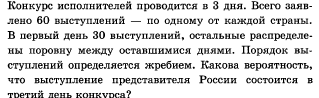 Конкурс исполнителей проводится в 3 дня. Всего заяв-
лено 60 выступлений — по одному от каждой страны.
В первый день 30 выступлений, остальные распределе-
ны поровну между оставшимися днями. Порядок вы-
ступлений определяется жребием. Какова вероятность,
что выступление представителя России состоится в
третий день конкурса?